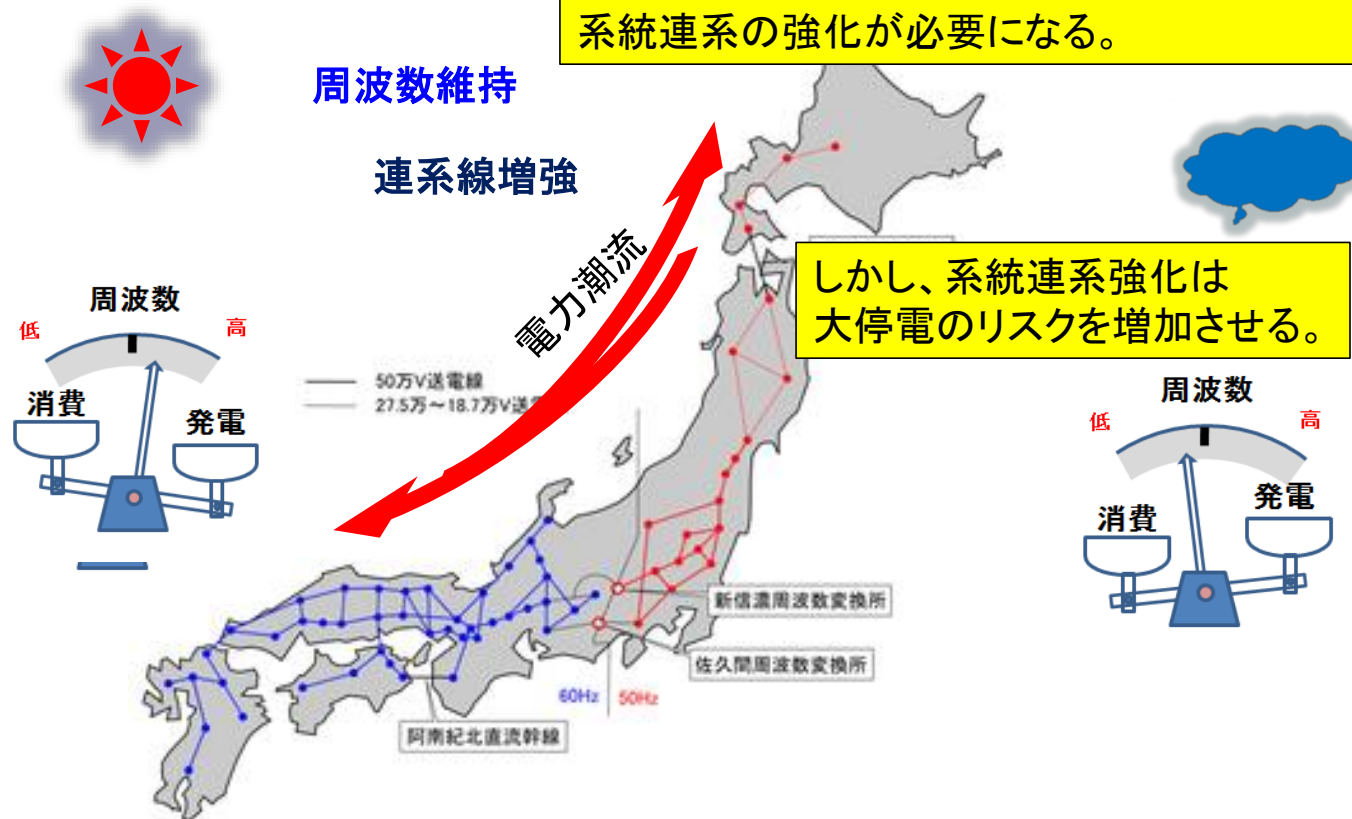 系統連系の強化が必要になる。
周波数維持
連系線増強
電力潮流
しかし、系統連系強化は
大停電のリスクを増加させる。
周波数
低
高
消費
発電
50万V送電線
27.5万～18.7万V送電
周波数
低
高
消費
発電
新信濃周波数変換所
佐久間周波数変換所
60Hz
50Hz
阿南紀北直流幹線